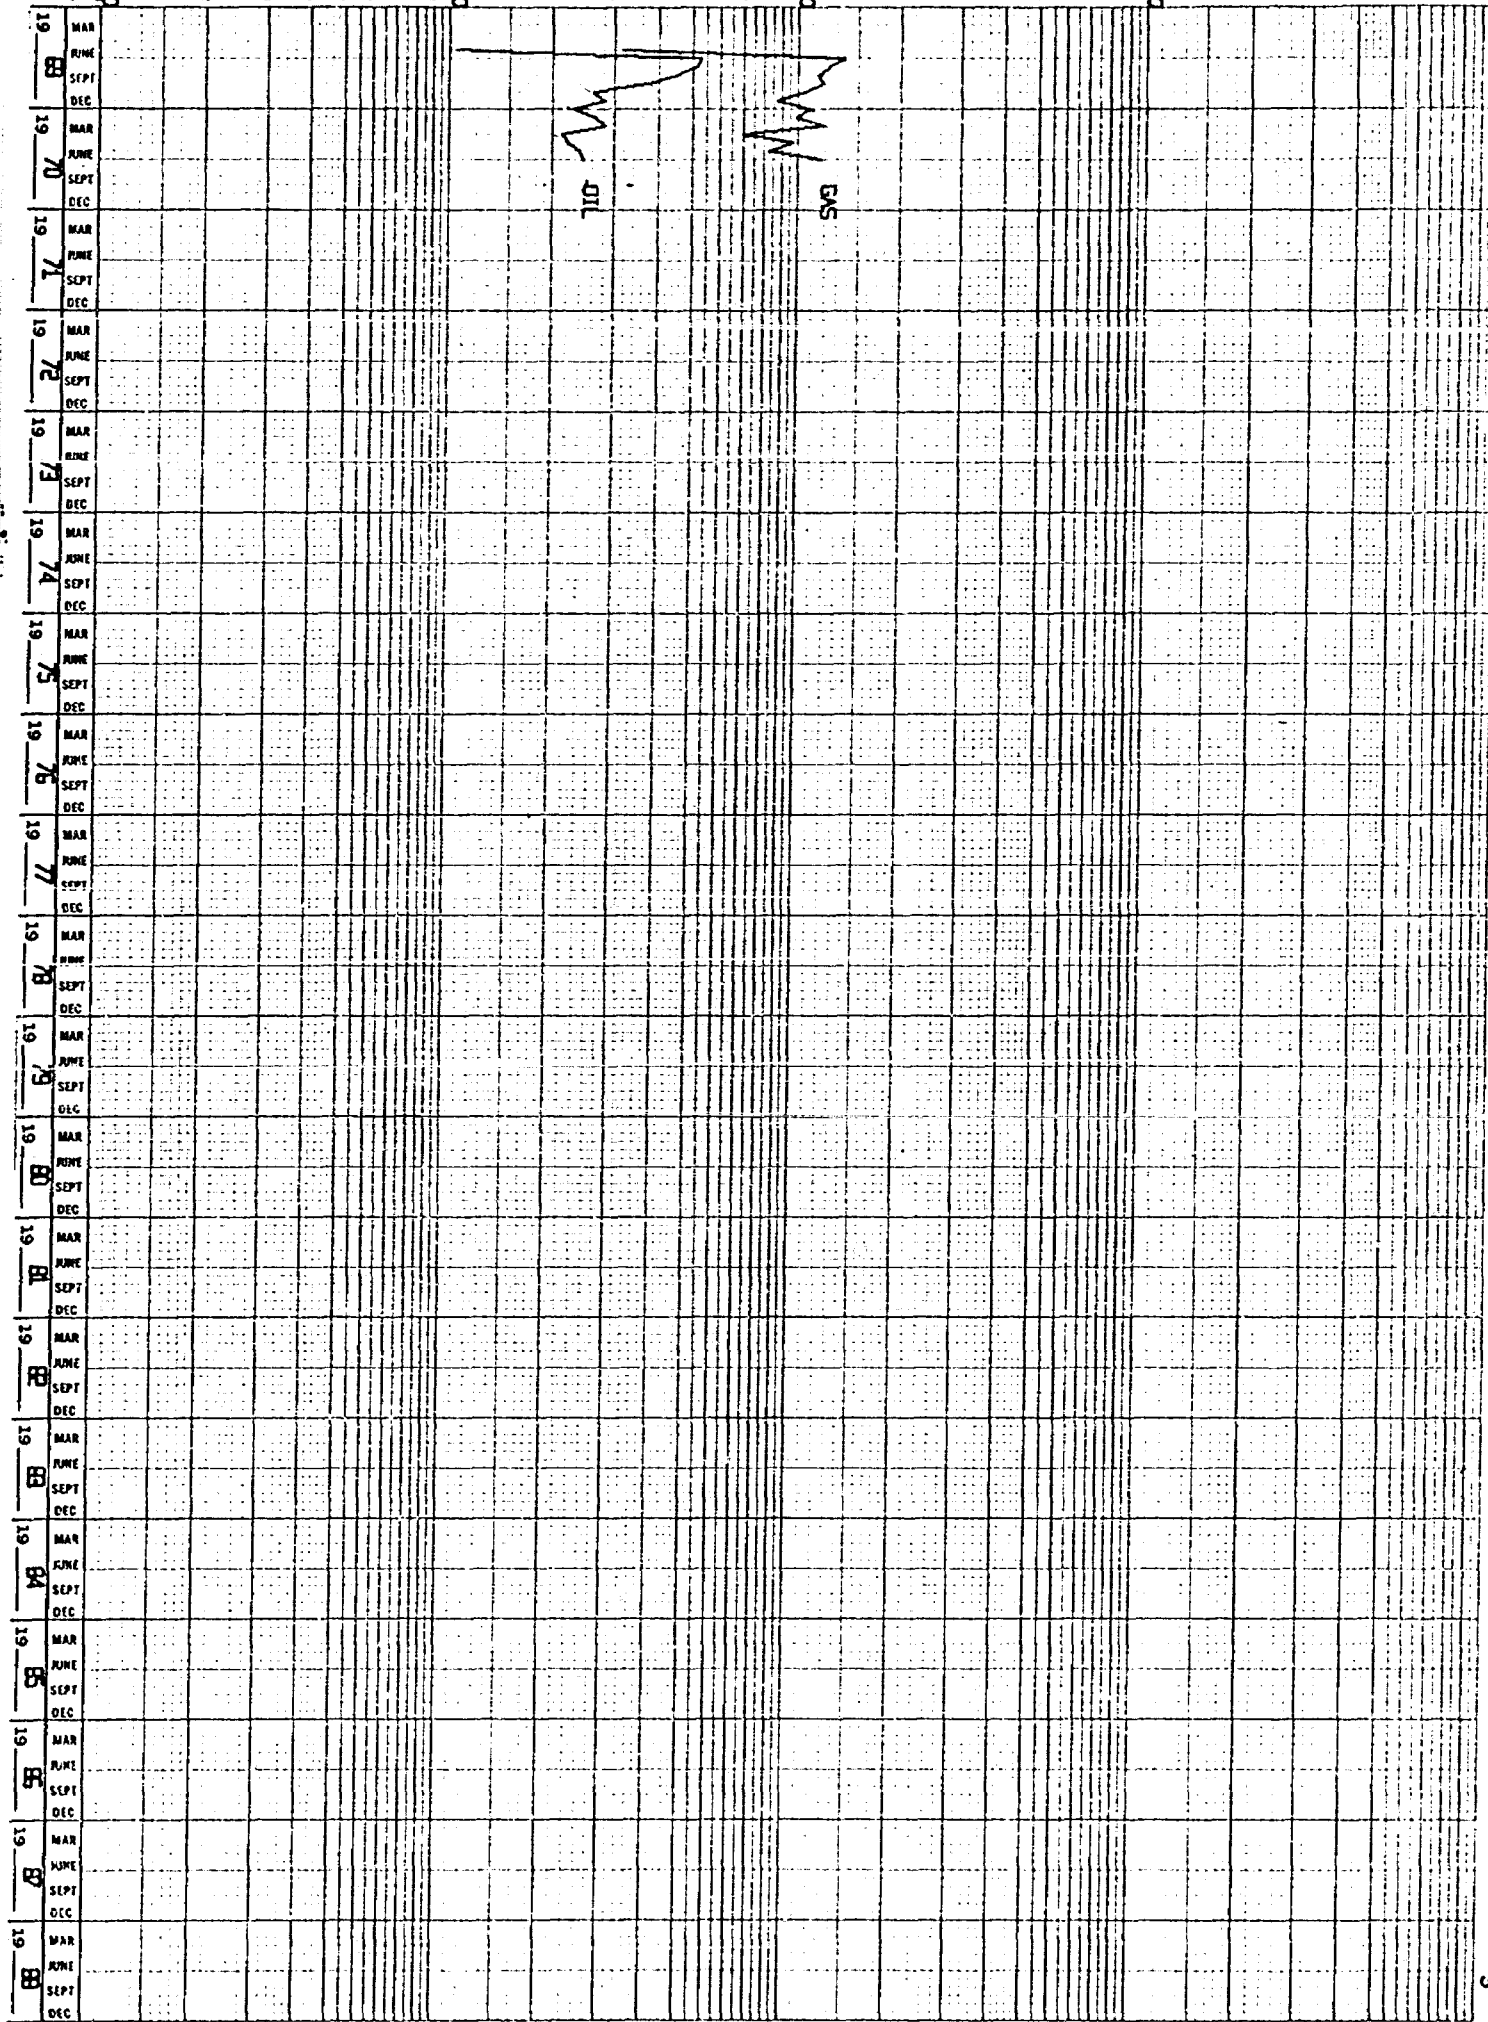 GAS
OIL
19 69 MAR JUNE SEPT DEC
19 70 MAR JUNE SEPT DEC
19 71 MAR JUNE SEPT DEC
19 72 MAR JUNE SEPT DEC
19 73 MAR JUNE SEPT DEC
19 74 MAR JUNE SEPT DEC
19 75 MAR JUNE SEPT DEC
19 76 MAR JUNE SEPT DEC
19 77 MAR JUNE SEPT DEC
19 78 MAR JUNE SEPT DEC
19 79 MAR JUNE SEPT DEC
19 80 MAR JUNE SEPT DEC
19 81 MAR JUNE SEPT DEC
19 82 MAR JUNE SEPT DEC
19 83 MAR JUNE SEPT DEC
19 84 MAR JUNE SEPT DEC
19 85 MAR JUNE SEPT DEC
19 86 MAR JUNE SEPT DEC
19 87 MAR JUNE SEPT DEC
19 88 MAR JUNE SEPT DEC